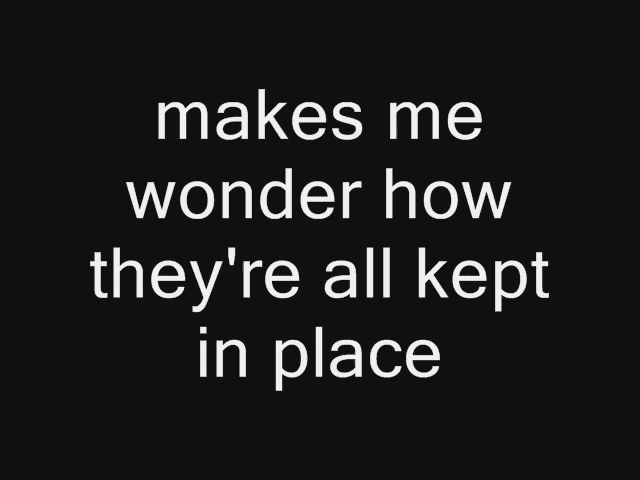 makes me
wonder how
they're all kept
in place